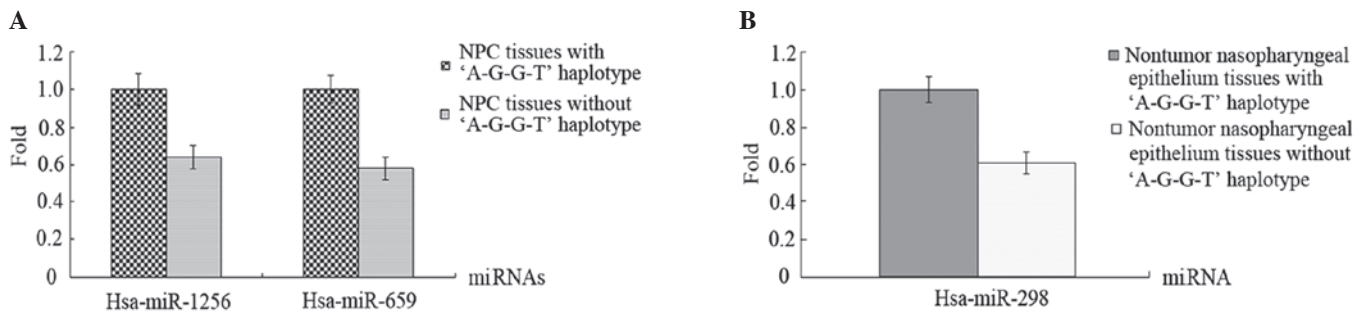 A
Fold
1.2
1.0
0.8
0.6
0.4
0.2
0
NPC tissues with
‘A-G-G-T’ haplotype
NPC tissues without
‘A-G-G-T’ haplotype
miRNAs
Hsa-miR-1256
Hsa-miR-659
B
Fold
1.2
1.0
0.8
0.6
0.4
0.2
0
Nontumor nasopharyngeal
epithelium tissues with
‘A-G-G-T’ haplotype
Nontumor nasopharyngeal
epithelium tissues without
‘A-G-G-T’ haplotype
miRNA
Hsa-miR-298